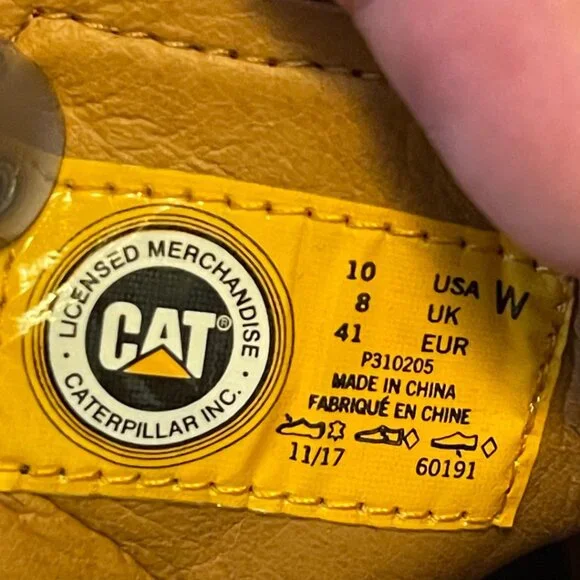 LICENSED MERCHANDISE
CAT®
· CATERPILLAR INC. ·
10 USA W
8 UK
41 EUR
P310205
MADE IN CHINA
FABRIQUÉ EN CHINE
11/17 60191